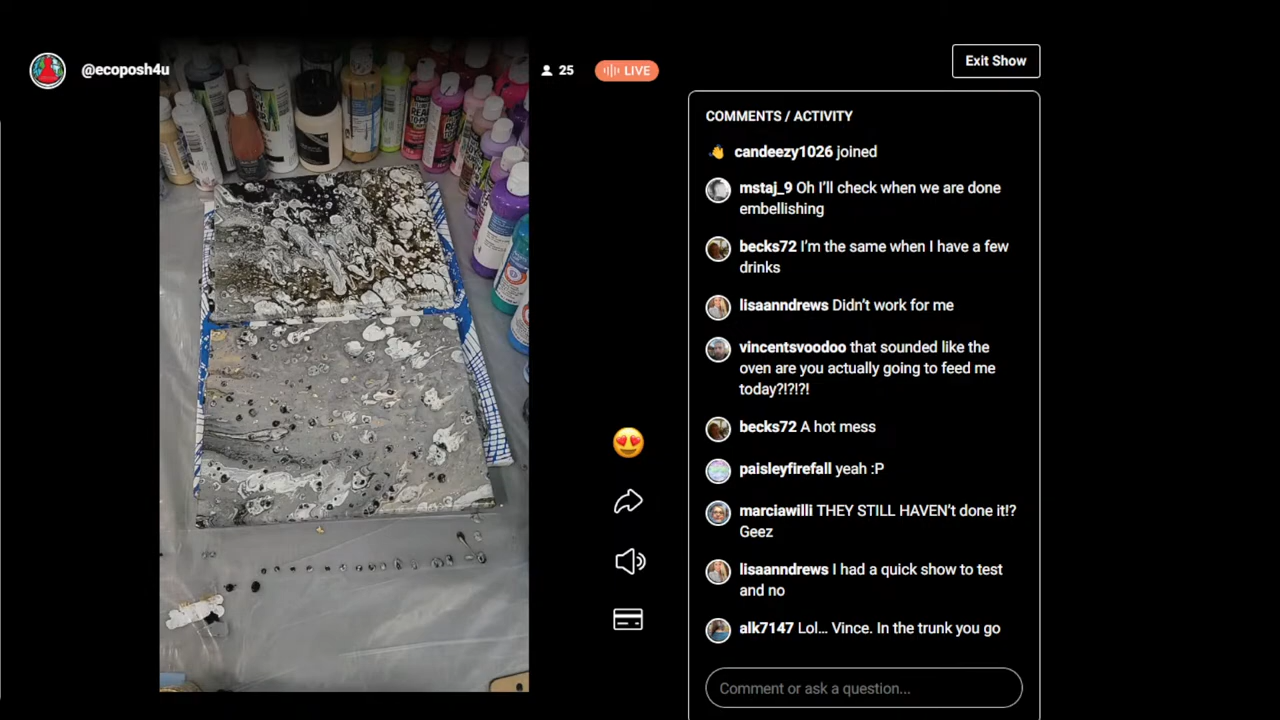 @ecoposh4u
25
LIVE
Exit Show
COMMENTS / ACTIVITY
candeezy1026 joined
mstaj_9 Oh I'll check when we are done
embellishing
becks72 I'm the same when I have a few
drinks
lisaanndrews Didn't work for me
vincentsvoodoo that sounded like the
oven are you actually going to feed me
today?!?!?!
becks72 A hot mess
paisleyfirefall yeah :P
marciawilli THEY STILL HAVEN't done it!?
Geez
lisaanndrews I had a quick show to test
and no
alk7147 Lol... Vince. In the trunk you go
Comment or ask a question...